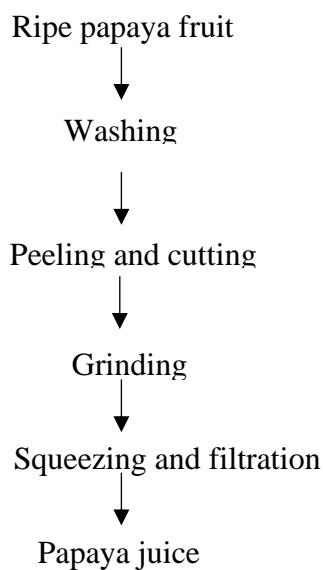 Ripe papaya fruit
Washing
Peeling and cutting
Grinding
Squeezing and filtration
Papaya juice